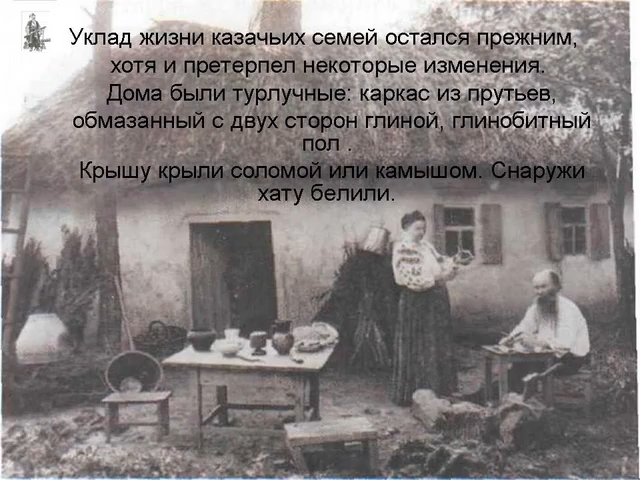 Уклад жизни казачьих семей остался прежним,
хотя и претерпел некоторые изменения.
Дома были турлучные: каркас из прутьев,
обмазанный с двух сторон глиной, глинобитный
пол .
Крышу крыли соломой или камышом. Снаружи
хату белили.